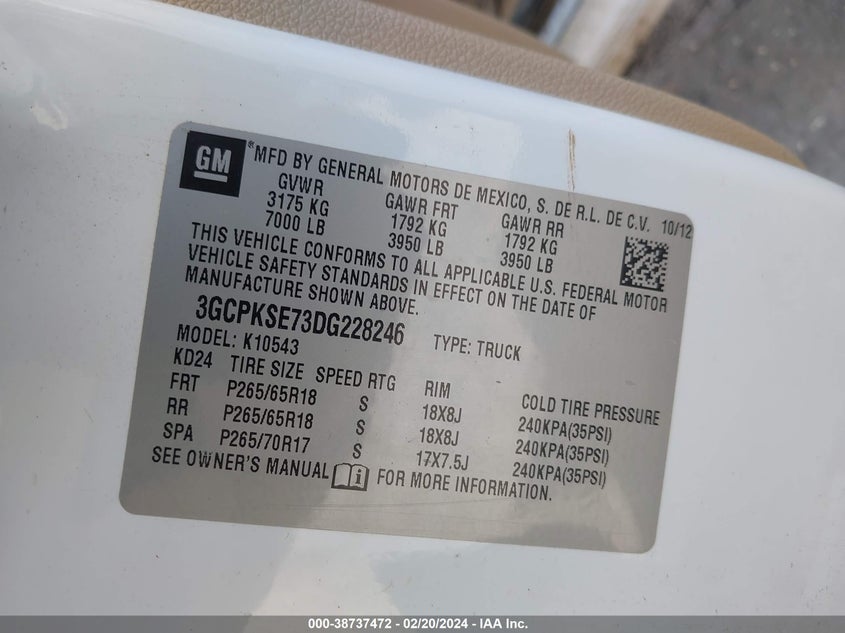 GM ® MFD BY GENERAL MOTORS DE MEXICO, S. DE R.L. DE C.V. 10/12
GVWR GAWR FRT GAWR RR
3175 KG 1792 KG 1792 KG
7000 LB 3950 LB 3950 LB
THIS VEHICLE CONFORMS TO ALL APPLICABLE U.S. FEDERAL MOTOR
VEHICLE SAFETY STANDARDS IN EFFECT ON THE DATE OF
MANUFACTURE SHOWN ABOVE.
3GCPKSE73DG228246 TYPE: TRUCK
MODEL: K10543
KD24 TIRE SIZE SPEED RTG RIM COLD TIRE PRESSURE
FRT P265/65R18 S 18X8J 240KPA(35PSI)
RR P265/65R18 S 18X8J 240KPA(35PSI)
SPA P265/70R17 S 17X7.5J 240KPA(35PSI)
SEE OWNER'S MANUAL i FOR MORE INFORMATION.
000-38737472 — 02/20/2024 - IAA Inc.